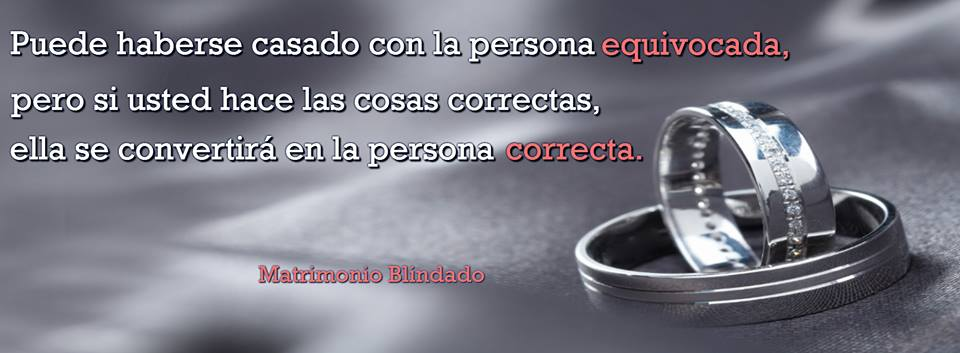 Puede haberse casado con la persona equivocada,
pero si usted hace las cosas correctas,
ella se convertirá en la persona correcta.
Matrimonio Blindado